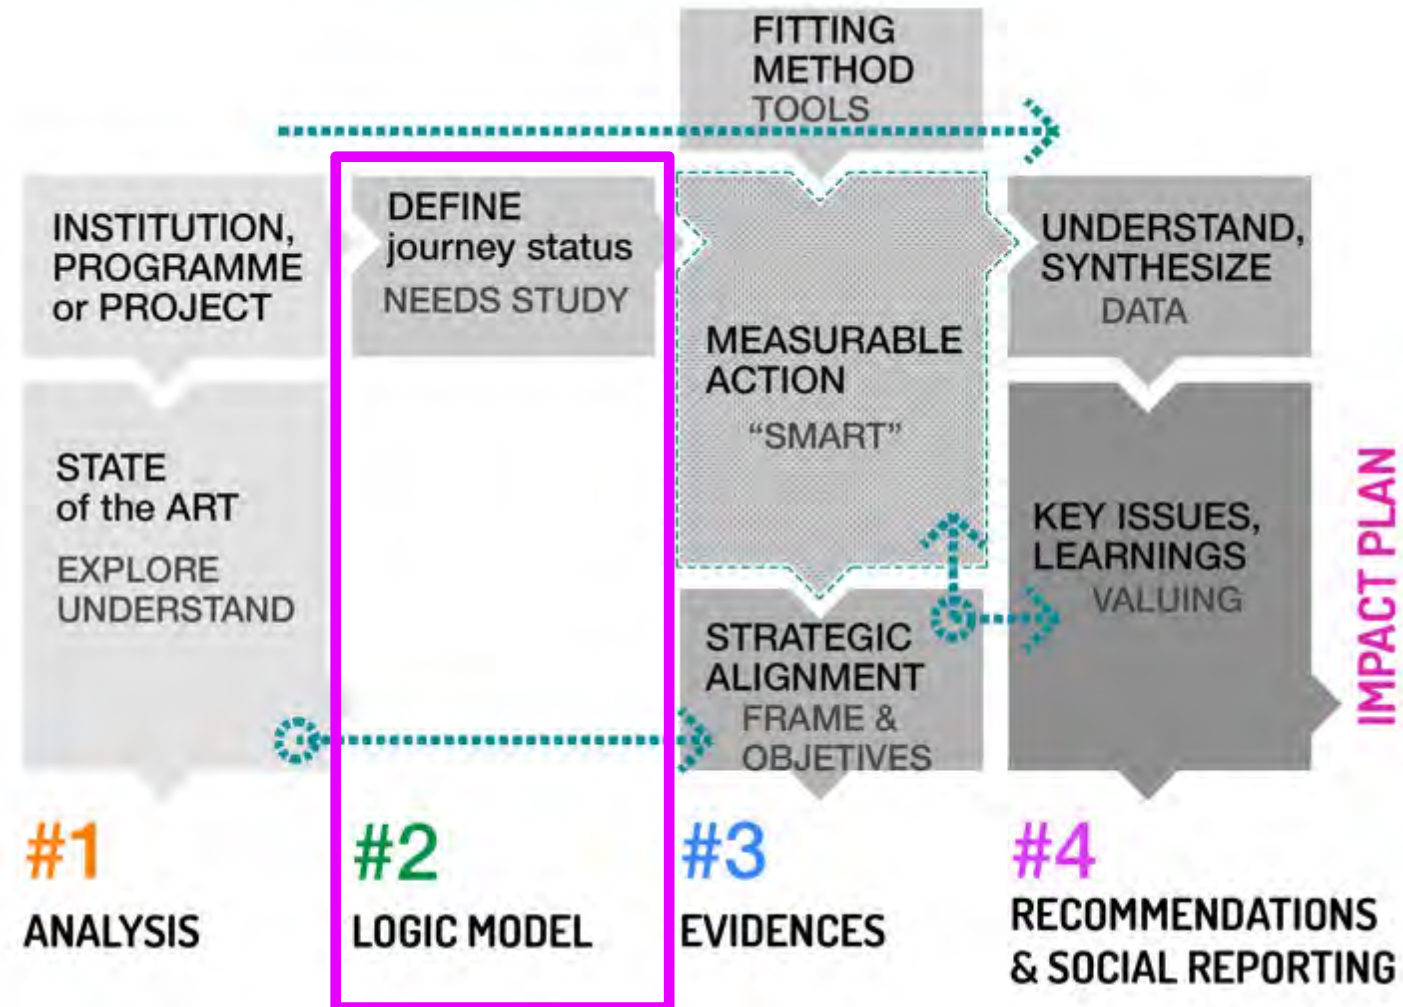 FITTING
METHOD
TOOLS
INSTITUTION,
PROGRAMME
or PROJECT
STATE
of the ART
EXPLORE
UNDERSTAND
#1
ANALYSIS
DEFINE
journey status
NEEDS STUDY
#2
LOGIC MODEL
MEASURABLE
ACTION
“SMART”
STRATEGIC
ALIGNMENT
FRAME &
OBJETIVES
#3
EVIDENCES
UNDERSTAND,
SYNTHESIZE
DATA
KEY ISSUES,
LEARNINGS
VALUING
#4
RECOMMENDATIONS
& SOCIAL REPORTING
IMPACT PLAN